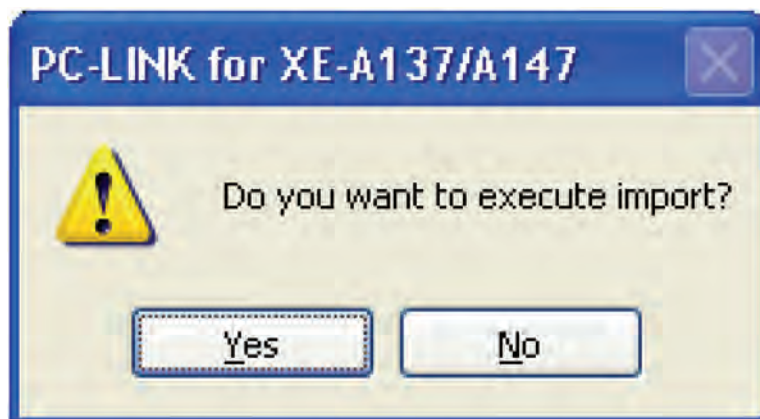 PC-LINK for XE-A137/A147
Do you want to execute import?
Yes
No